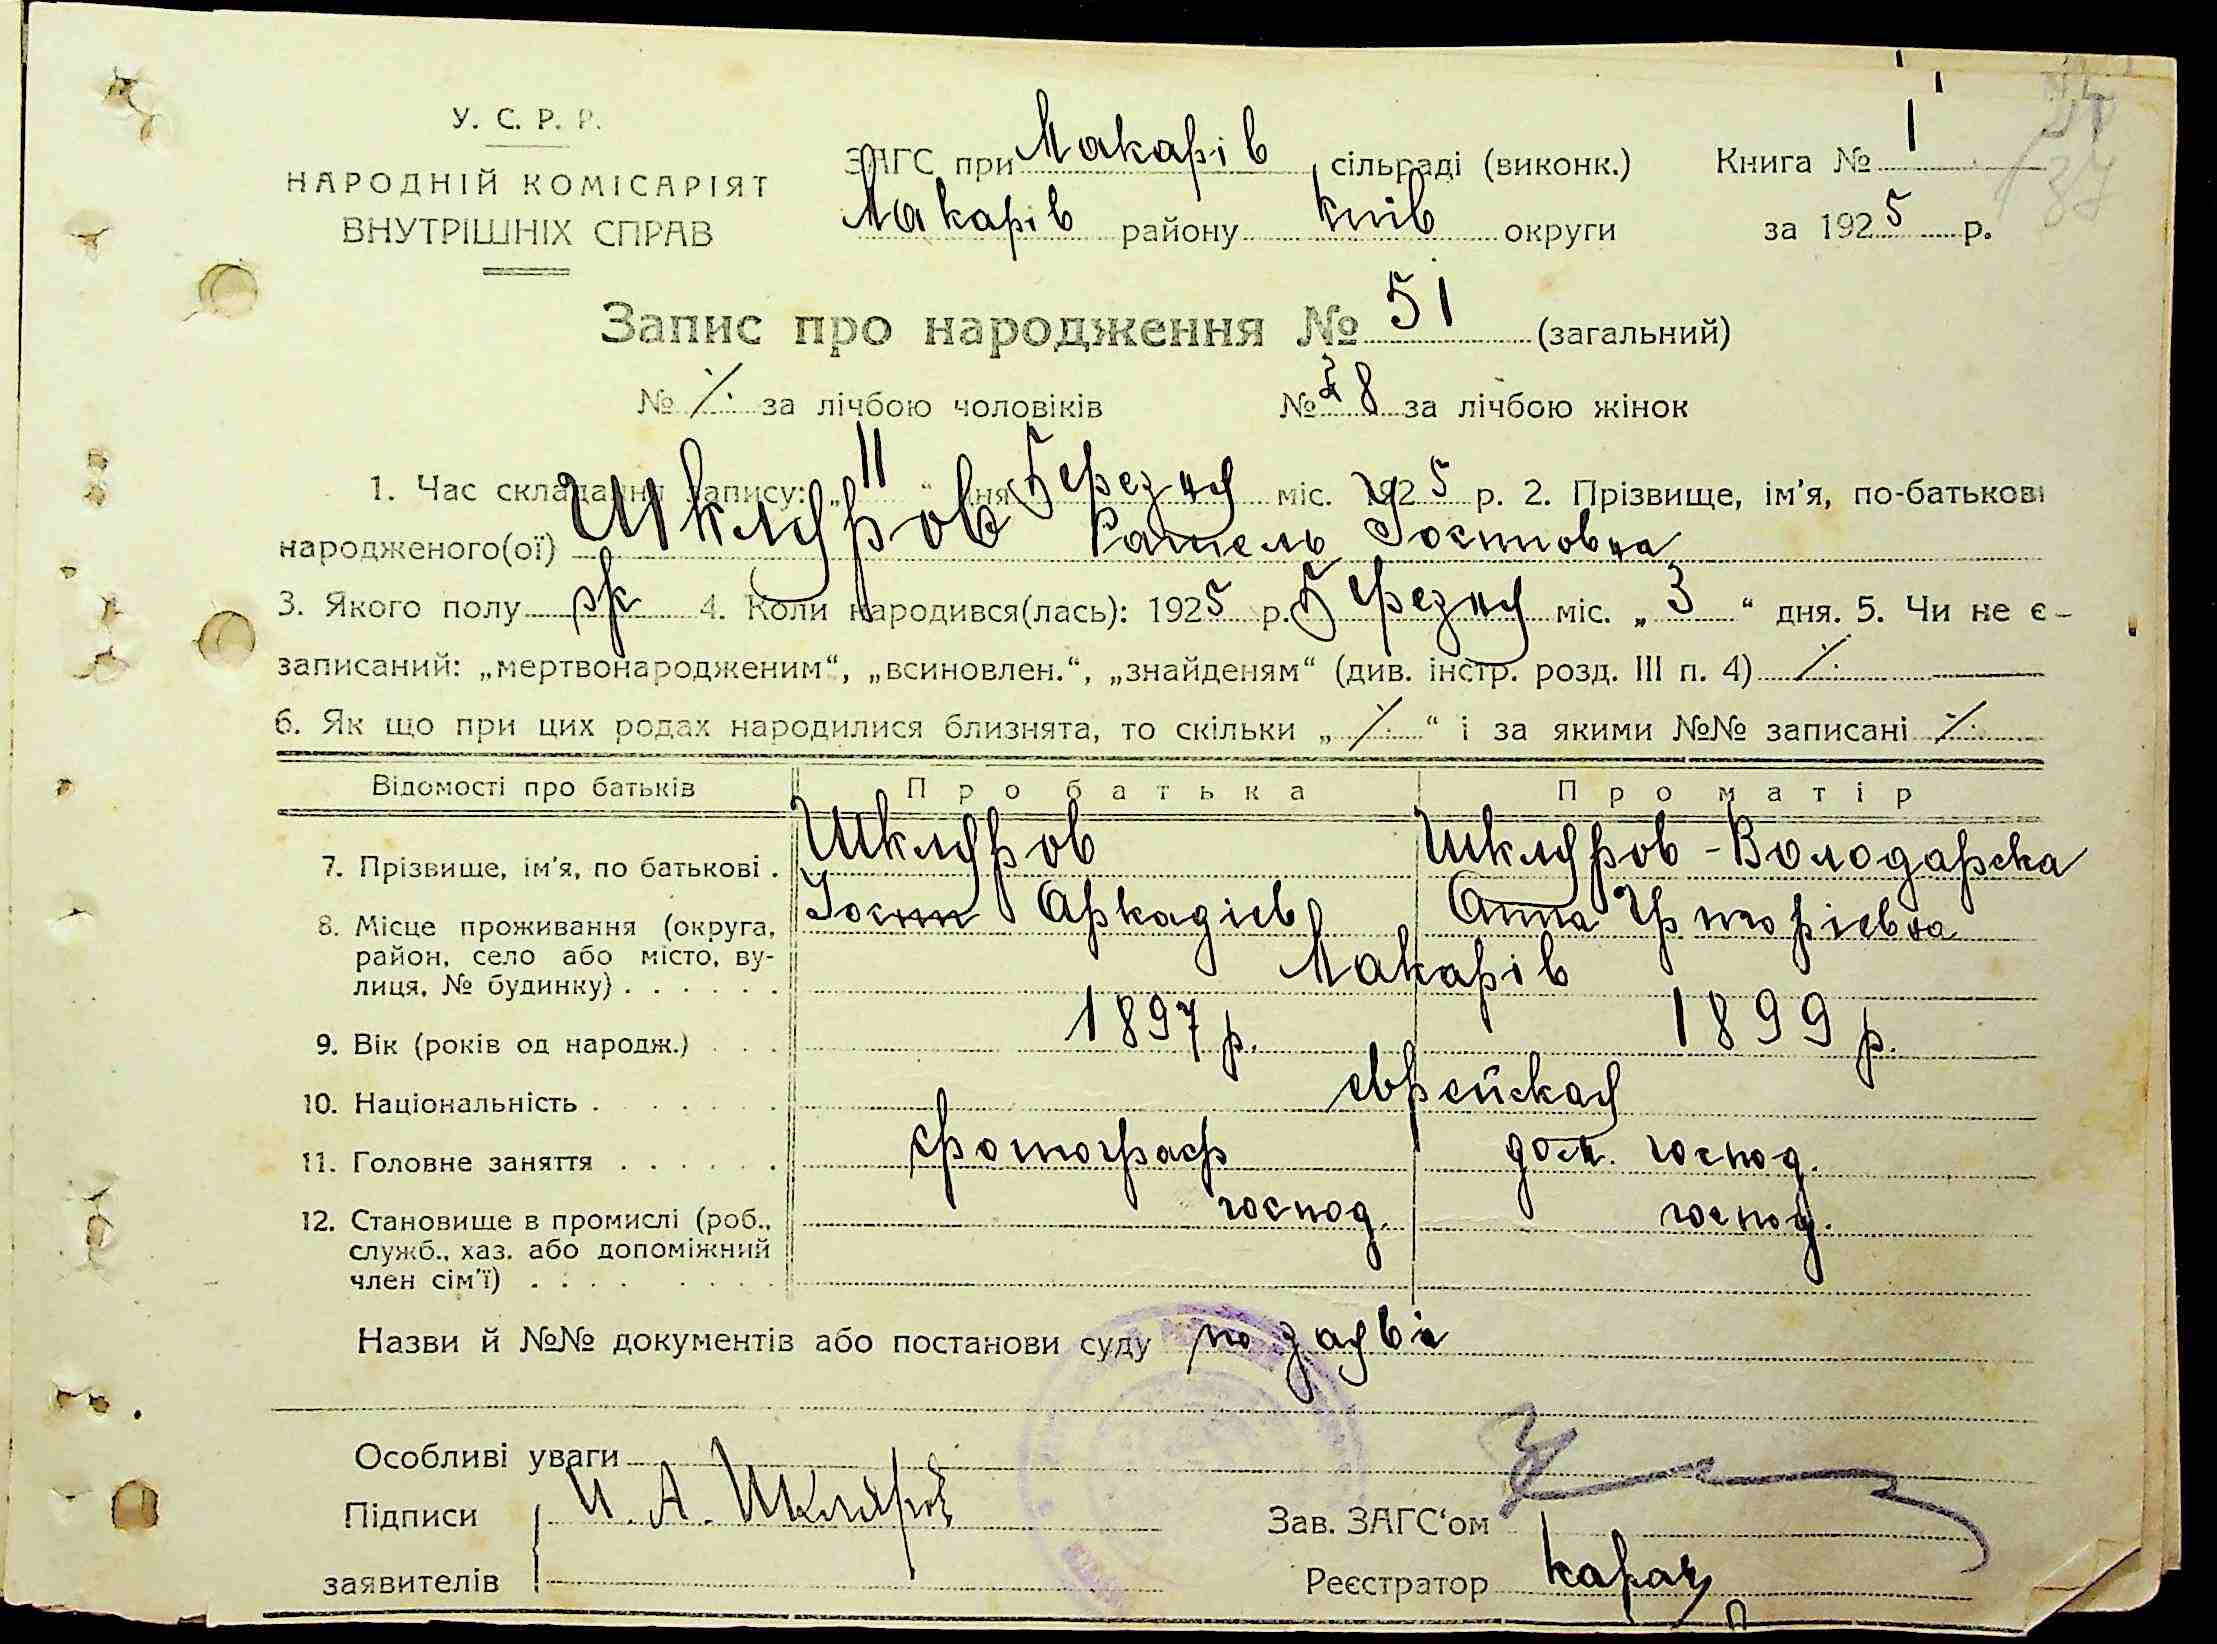 У. С. Р. Р.
НАРОДНІЙ КОМІСАРІЯТ
ВНУТРІШНІХ СПРАВ
ЗАГС при Макарів сільраді (виконк.) Книга № 1
Макарів району Київ округи за 1925 р.
37
Запис про народження № 51 (загальний)
№ ⁒ за лічбою чоловіків № 28 за лічбою жінок
1. Час складання запису: „11“ дня Березня міс. 1925 р. 2. Прізвище, ім’я, по-батькові
народженого(ої) Шкляров Рахель Йосиповна
3. Якого полу ж 4. Коли народився(лась): 1925 р. Березня міс. „3“ дня. 5. Чи не є-
записаний: „мертвонародженим“, „всиновлен.“, „знайденям“ (див. інстр. розд. III п. 4) ⁒
6. Як що при цих родах народилися близнята, то скільки „⁒“ і за якими №№ записані ⁒
Відомості про батьків Про батька Про матір
7. Прізвище, ім’я, по батькові . Шкляров Шкляров-Володарска
Йосип Аркадієв Анна Григорієвна
8. Місце проживання (округа,
район, село або місто, ву-
лиця, № будинку) . . . . . . Макарів
9. Вік (років од народж.) . . . 1897 р. 1899 р.
10. Національність . . . . . . . еврейская
11. Головне заняття . . . . . . фотограф дом. господ.
12. Становище в промислі (роб., господ. господ.
служб., хаз. або допоміжний
член сім’ї) . . . . . . . .
Назви й №№ документів або постанови суду по заяві
Особливі уваги
Підписи И. А. Шкляров
Зав. ЗАГС‘ом
заявителів
Реєстратор